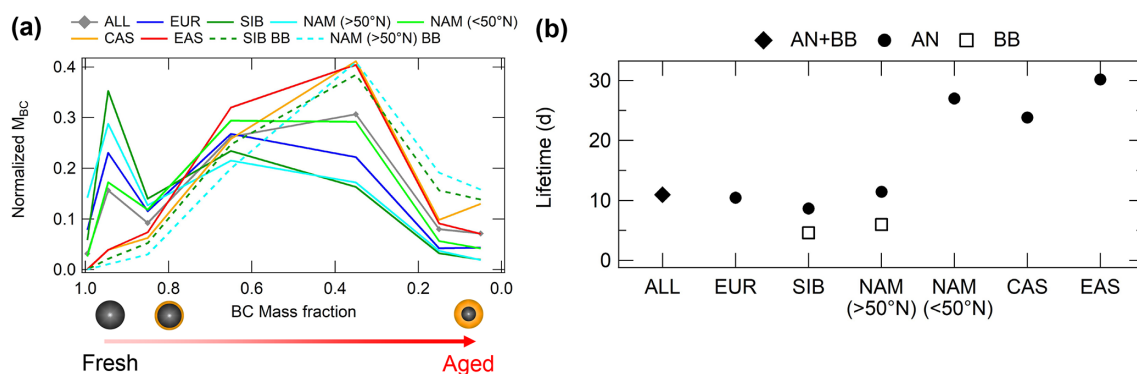 (a)
ALL EUR SIB NAM (>50°N) NAM (<50°N)
CAS EAS SIB BB NAM (>50°N) BB
Normalized M_BC
0.4
0.3
0.2
0.1
0.0
1.0 0.8 0.6 0.4 0.2 0.0
BC Mass fraction
Fresh Aged
(b)
AN+BB AN BB
Lifetime (d)
30
20
10
0
ALL EUR SIB NAM NAM CAS EAS
(>50°N) (<50°N)